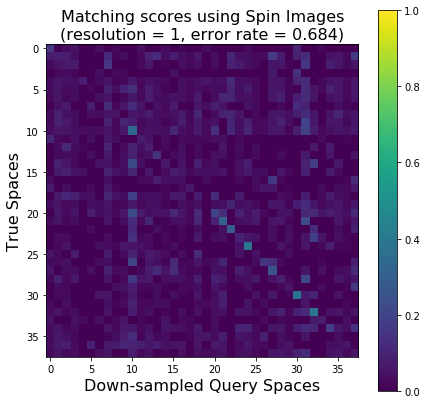 Matching scores using Spin Images
(resolution = 1, error rate = 0.684)
1.0
0.8
0.6
0.4
0.2
0.0
True Spaces
0
5
10
15
20
25
30
35
0 5 10 15 20 25 30 35
Down-sampled Query Spaces